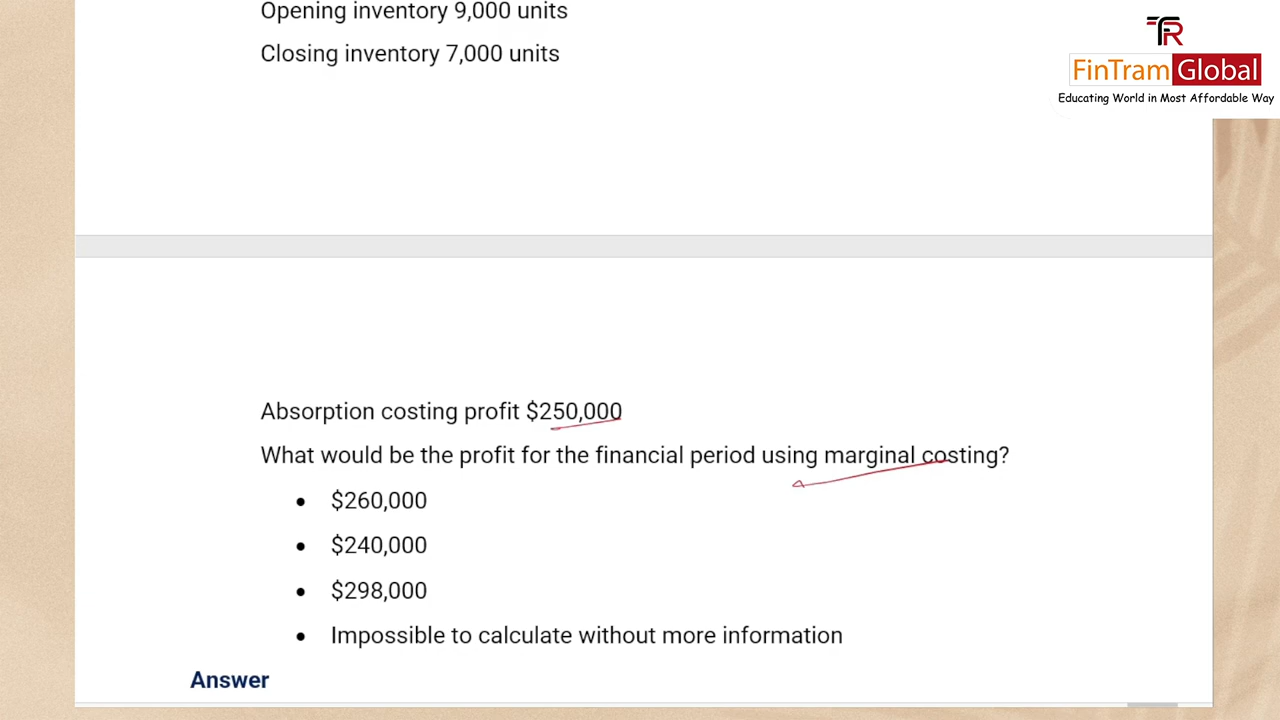 Opening inventory 9,000 units
Closing inventory 7,000 units
TR
FinTram Global
Educating World in Most Affordable Way
Absorption costing profit $250,000
What would be the profit for the financial period using marginal costing?
• $260,000
• $240,000
• $298,000
• Impossible to calculate without more information
Answer